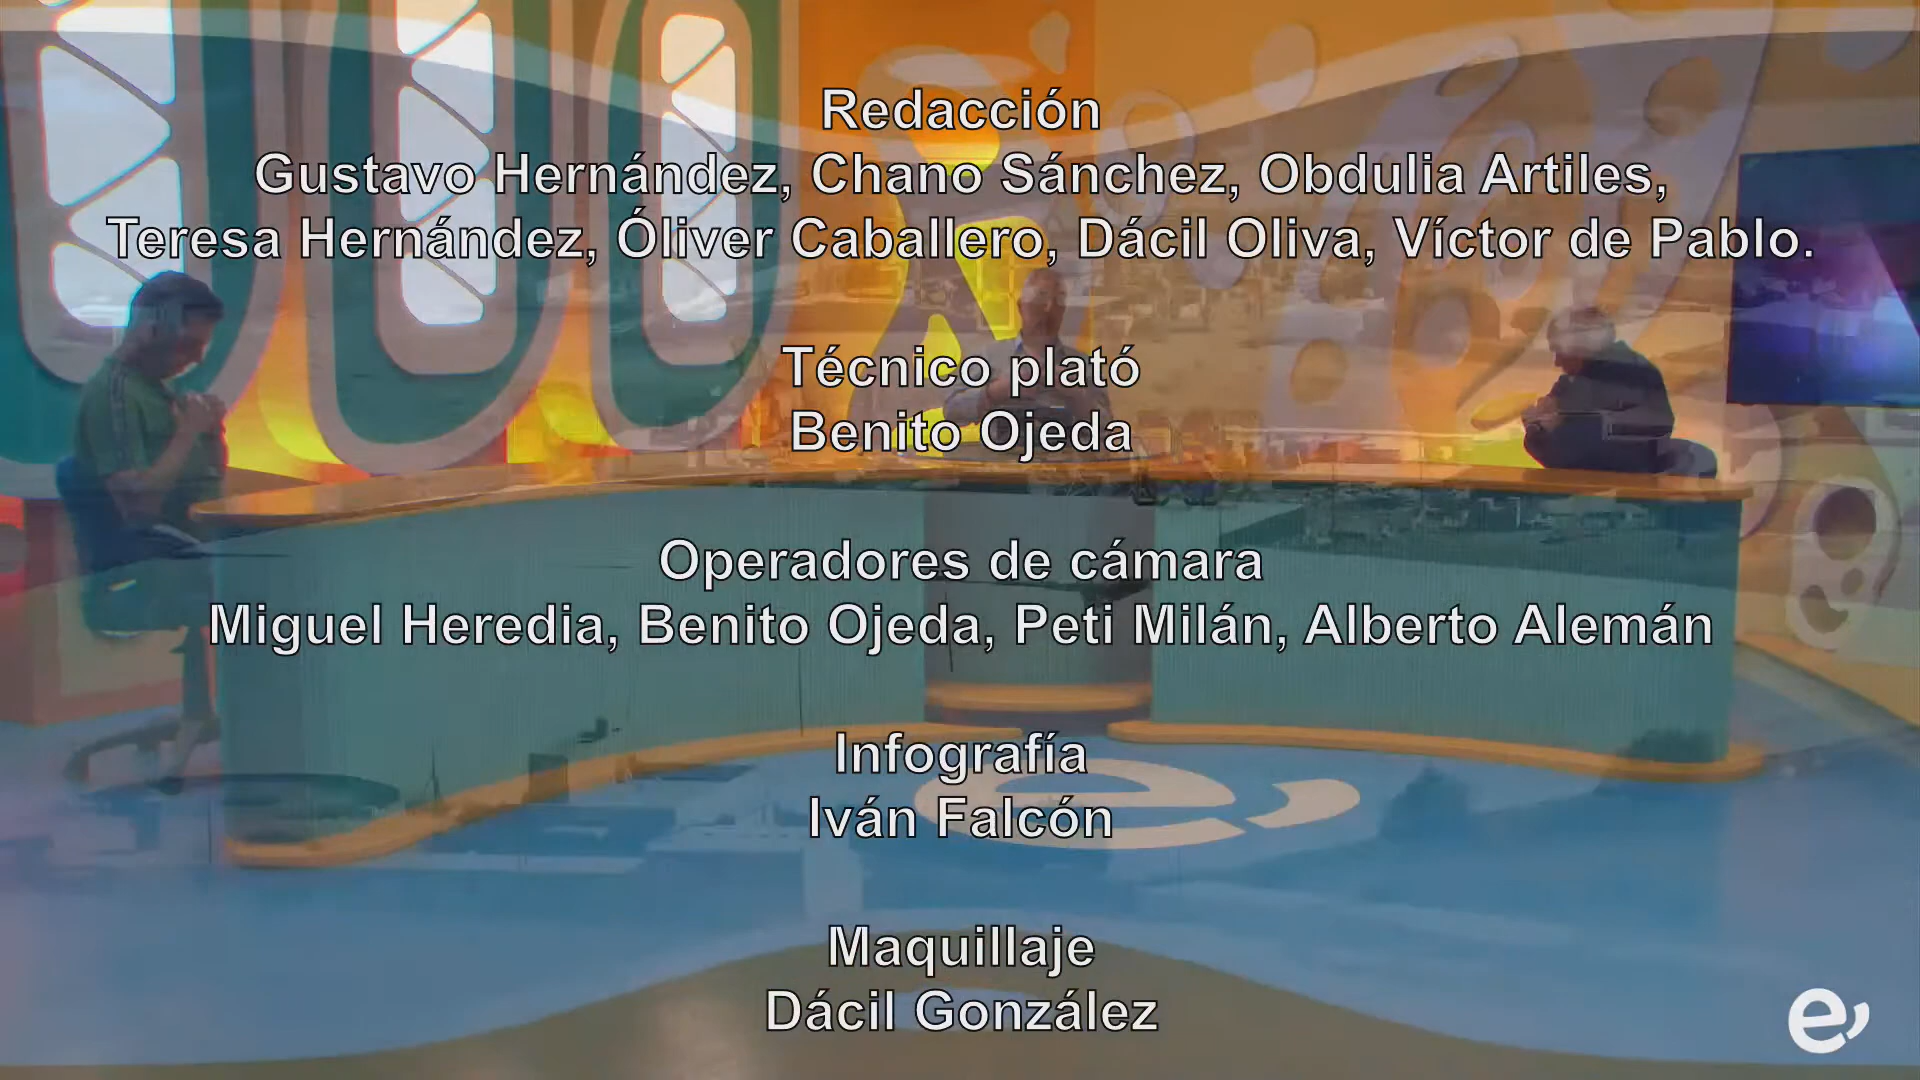 Redacción
Gustavo Hernández, Chano Sánchez, Obdulia Artiles,
Teresa Hernández, Óliver Caballero, Dácil Oliva, Víctor de Pablo.
Técnico plató
Benito Ojeda
Operadores de cámara
Miguel Heredia, Benito Ojeda, Peti Milán, Alberto Alemán
Infografía
Iván Falcón
Maquillaje
Dácil González
e
e